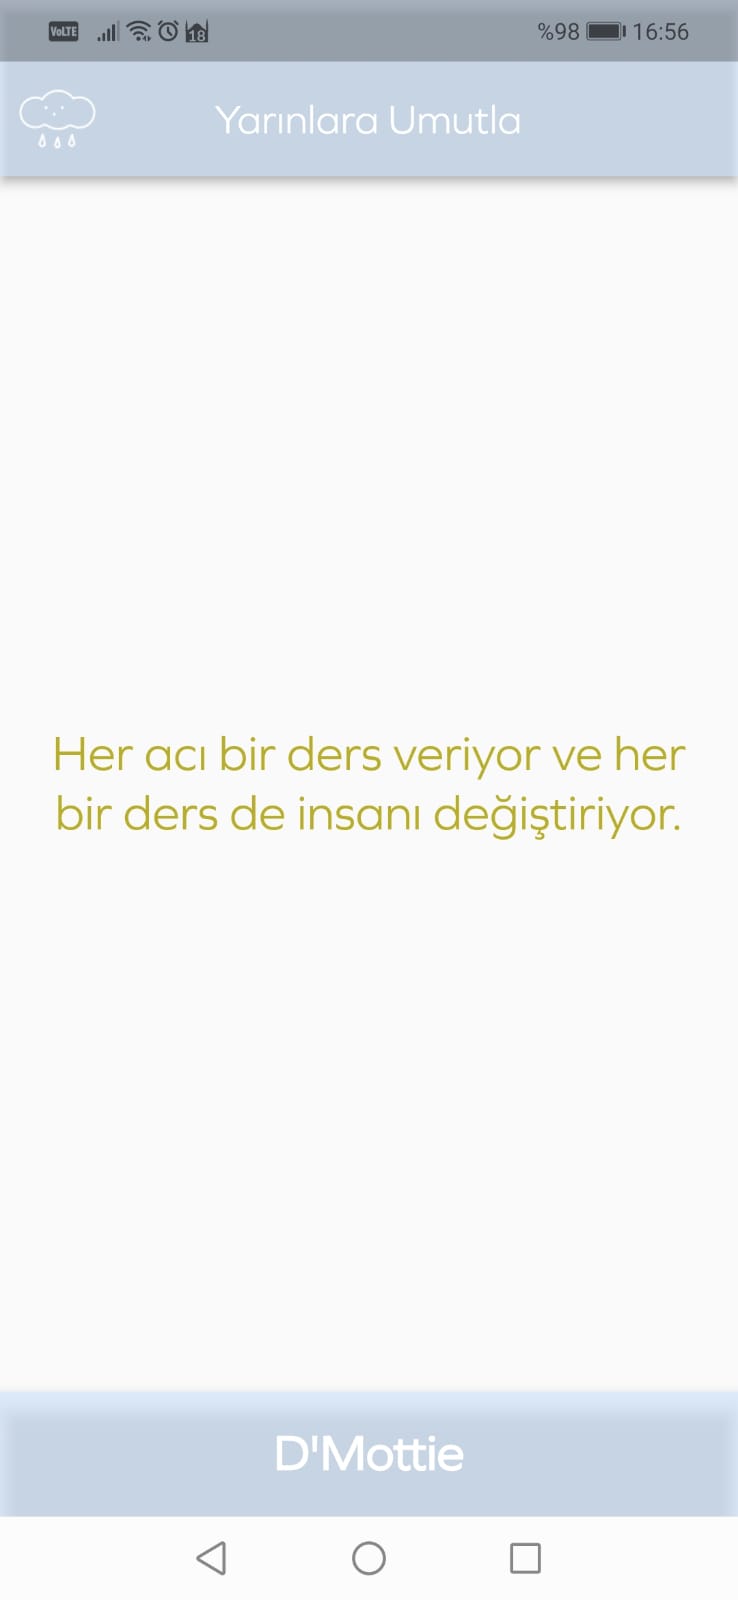 VoLTE 18 %98 16:56
Yarınlara Umutla
Her acı bir ders veriyor ve her
bir ders de insanı değiştiriyor.
D'Mottie